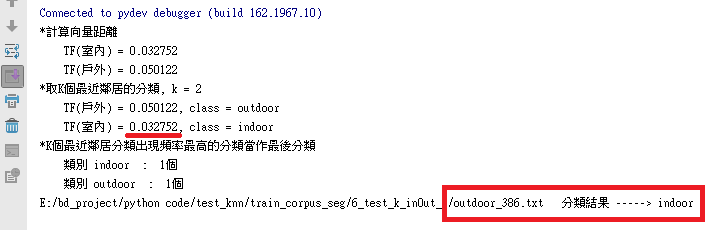 Connected to pydev debugger (build 162.1967.10)
*計算向量距離
TF(室內) = 0.032752
TF(戶外) = 0.050122
*取K個最近鄰居的分類, k = 2
TF(戶外) = 0.050122, class = outdoor
TF(室內) = 0.032752, class = indoor
*K個最近鄰居分類出現頻率最高的分類當作最後分類
類別 indoor : 1個
類別 outdoor : 1個
E:/bd_project/python code/test_knn/train_corpus_seg/6_test_k_inOut_/outdoor_386.txt 分類結果 -----> indoor